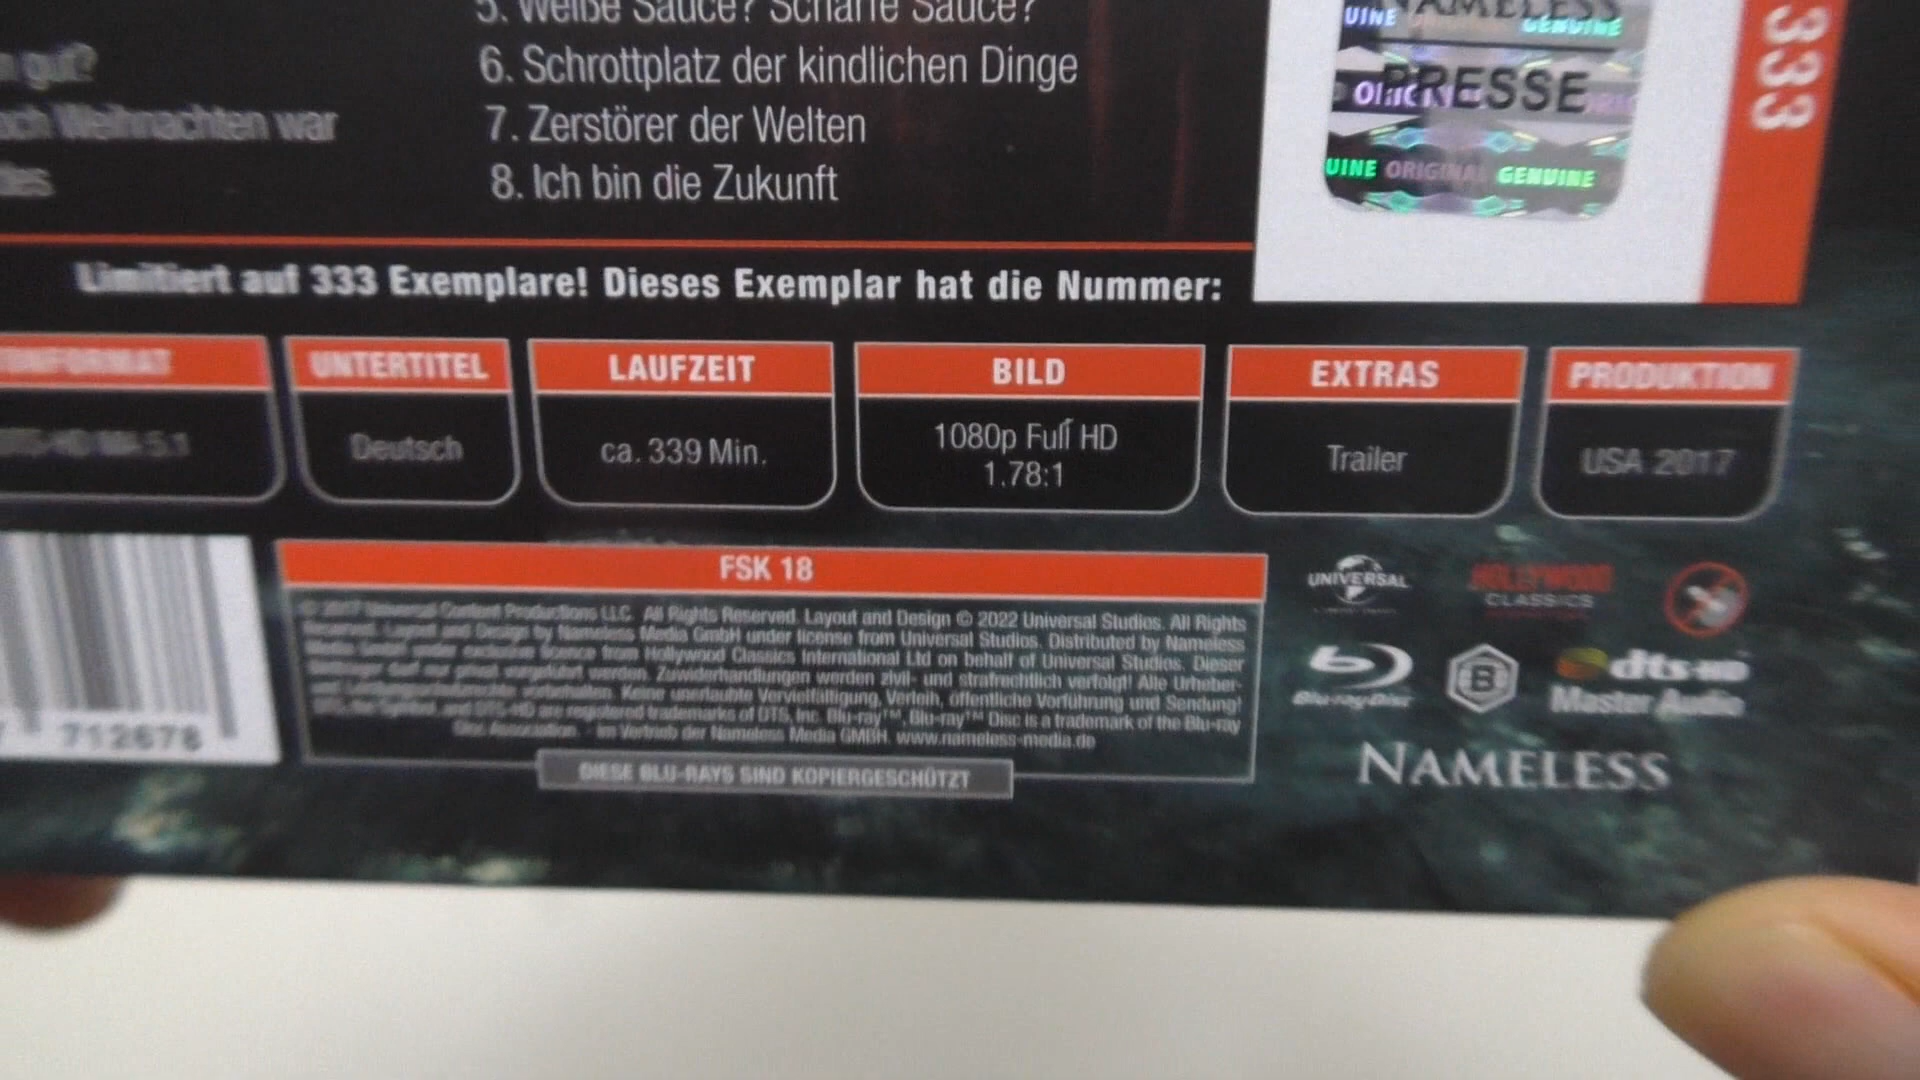 5. Weiße Sauce? Scharfe Sauce?
gut?
6. Schrottplatz der kindlichen Dinge
Weihnachten war
7. Zerstörer der Welten
8. Ich bin die Zukunft
NAMELESS
UINE GENUINE
PRESSE
UINE ORIGINAL GENUINE
333
Limitiert auf 333 Exemplare! Dieses Exemplar hat die Nummer:
UNTERTITEL
Deutsch
LAUFZEIT
ca. 339 Min.
BILD
1080p Full HD
1.78:1
EXTRAS
Trailer
PRODUKTION
USA 2017
712678
FSK 18
© 2017 Universal Content Productions LLC. All Rights Reserved. Layout and Design © 2022 Universal Studios. All Rights
Reserved. Layout and Design by Nameless Media GmbH under license from Universal Studios. Distributed by Nameless
Media GmbH under exclusive licence from Hollywood Classics International Ltd on behalf of Universal Studios. Dieser
darf nur privat vorgeführt werden. Zuwiderhandlungen werden zivil- und strafrechtlich verfolgt! Alle Urheber-
und Leistungsschutzrechte vorbehalten. Keine unerlaubte Vervielfältigung, Verleih, öffentliche Vorführung und Sendung!
DTS, the Symbol, and DTS-HD are registered trademarks of DTS, Inc. Blu-ray™, Blu-ray™ Disc is a trademark of the Blu-ray
Disc Association. - im Vertrieb der Nameless Media GMBH. www.nameless-media.de
DIESE BLU-RAYS SIND KOPIERGESCHÜTZT
UNIVERSAL
HOLLYWOOD
CLASSICS
Blu-ray Disc
B
dts-HD
Master Audio
NAMELESS